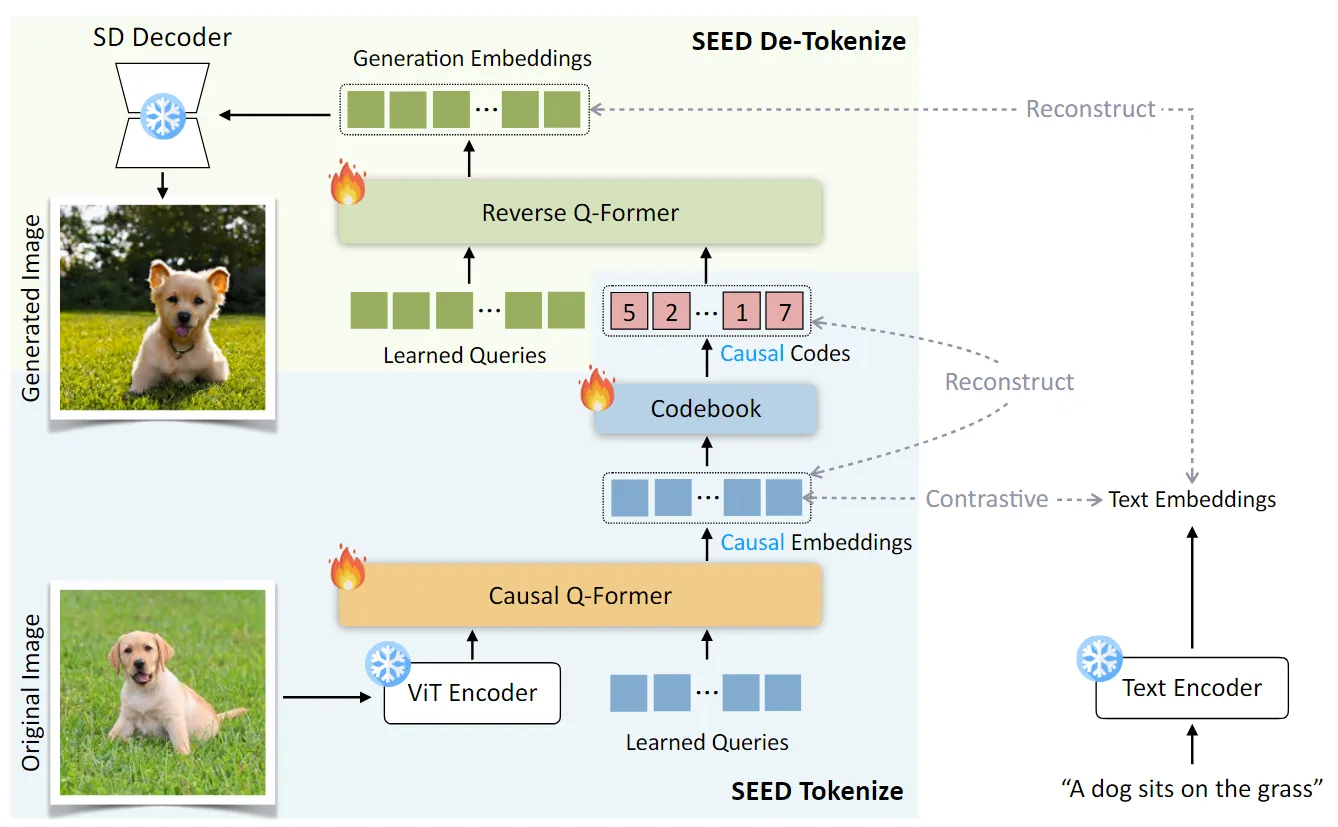 SD Decoder
SEED De-Tokenize
Generation Embeddings
Reconstruct
Reverse Q-Former
Generated Image
5 2 ... 1 7
Learned Queries
Causal Codes
Reconstruct
Codebook
Contrastive
Text Embeddings
Causal Embeddings
Causal Q-Former
Original Image
ViT Encoder
Text Encoder
Learned Queries
SEED Tokenize
“A dog sits on the grass”